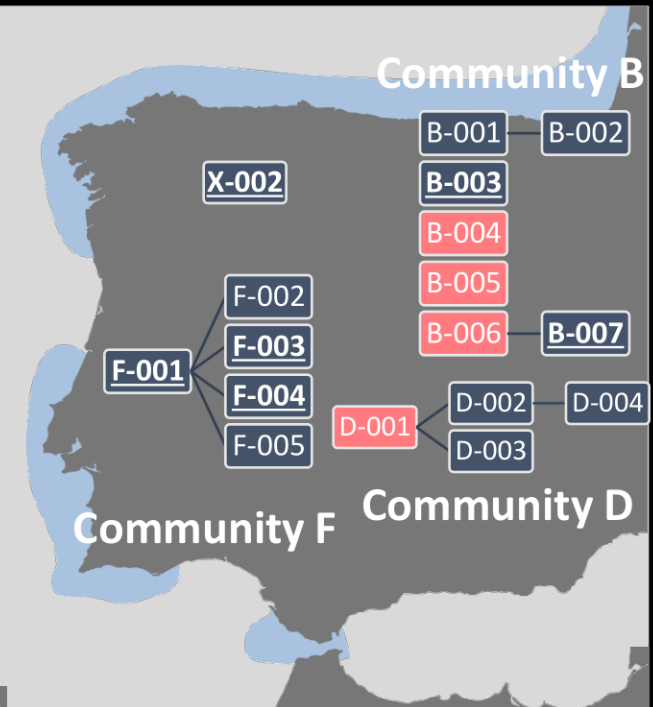 Community B
B-001
B-002
X-002
B-003
B-004
B-005
B-006
B-007
F-001
F-002
F-003
F-004
F-005
D-001
D-002
D-004
D-003
Community D
Community F